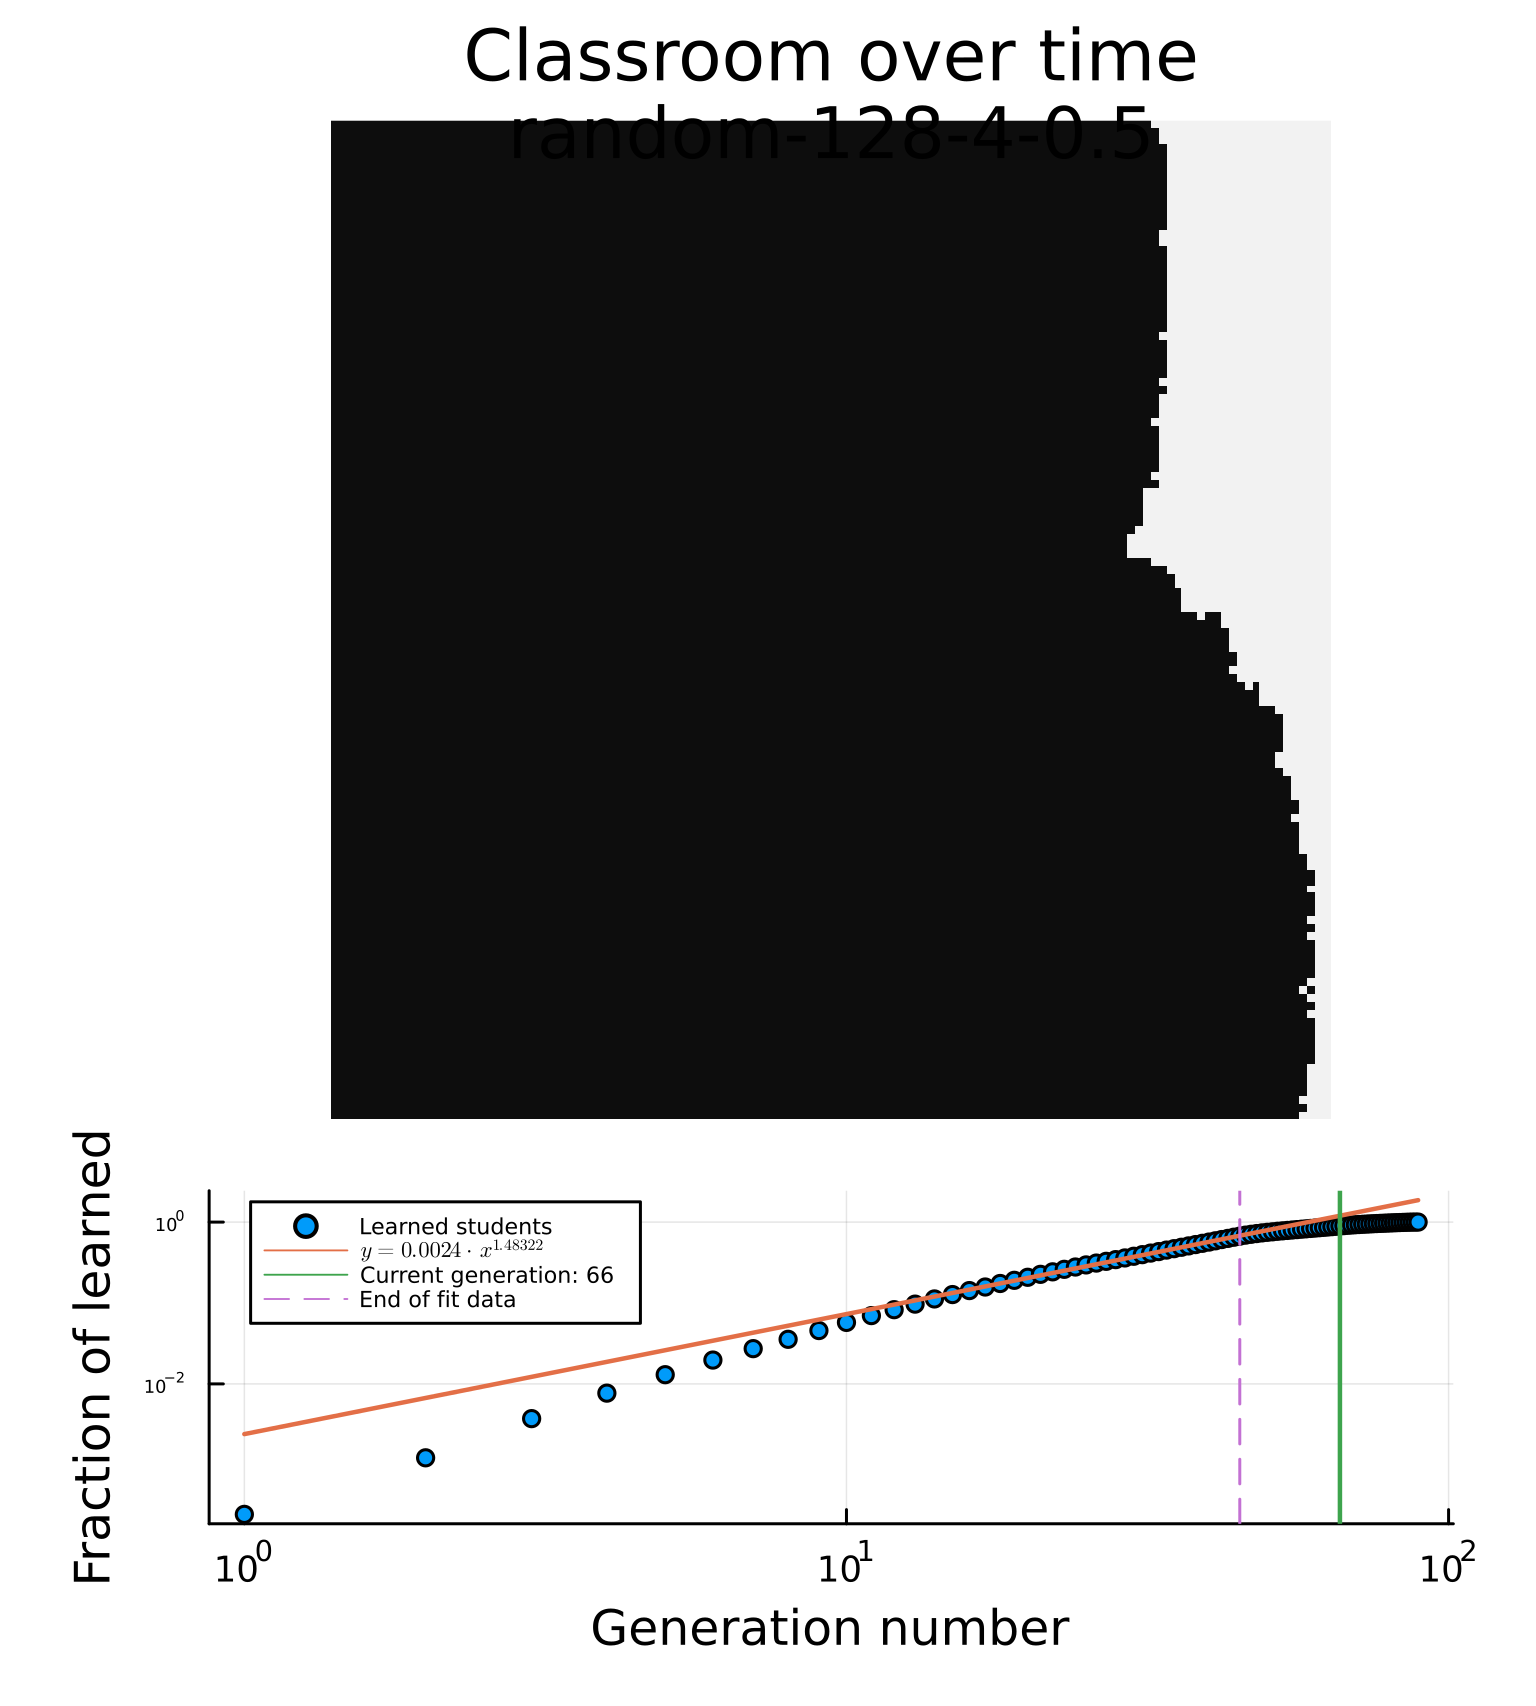 Classroom over time
random-128-4-0.5
Fraction of learned
10^0
10^-2
Learned students
y = 0.0024 · x^1.48322
Current generation: 66
End of fit data
10^0 10^1 10^2
Generation number